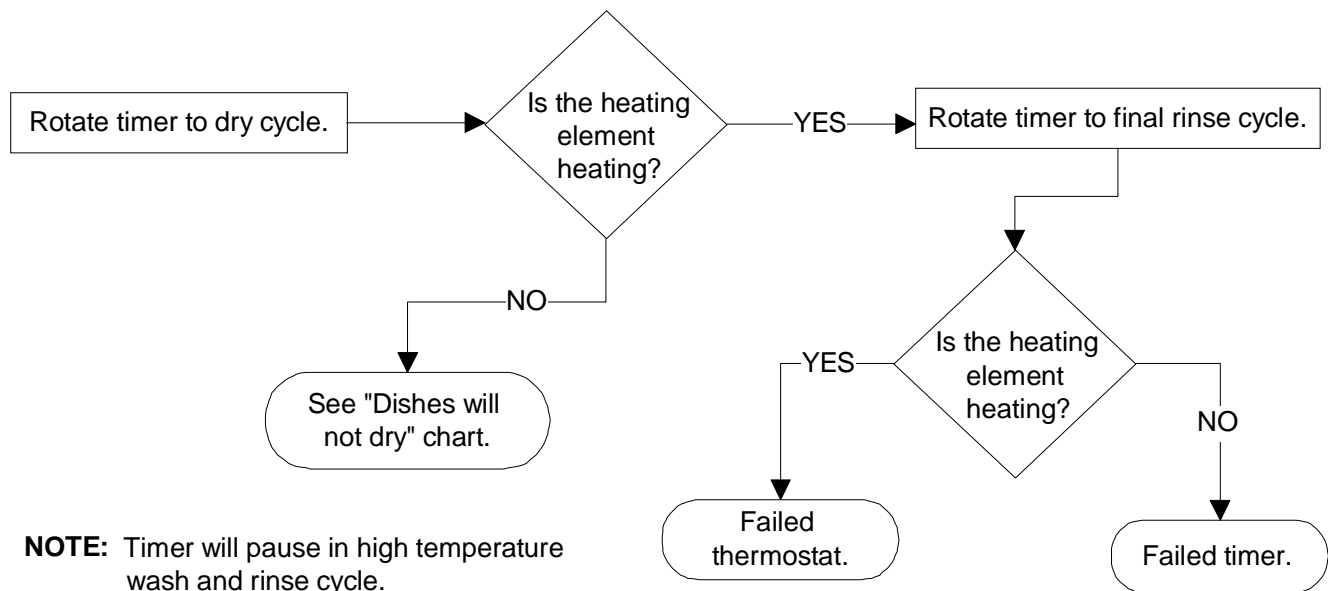 Rotate timer to dry cycle.
Is the heating
element
heating?
YES
Rotate timer to final rinse cycle.
NO
See "Dishes will
not dry" chart.
Is the heating
element
heating?
YES
Failed
thermostat.
NO
Failed timer.
NOTE: Timer will pause in high temperature
wash and rinse cycle.